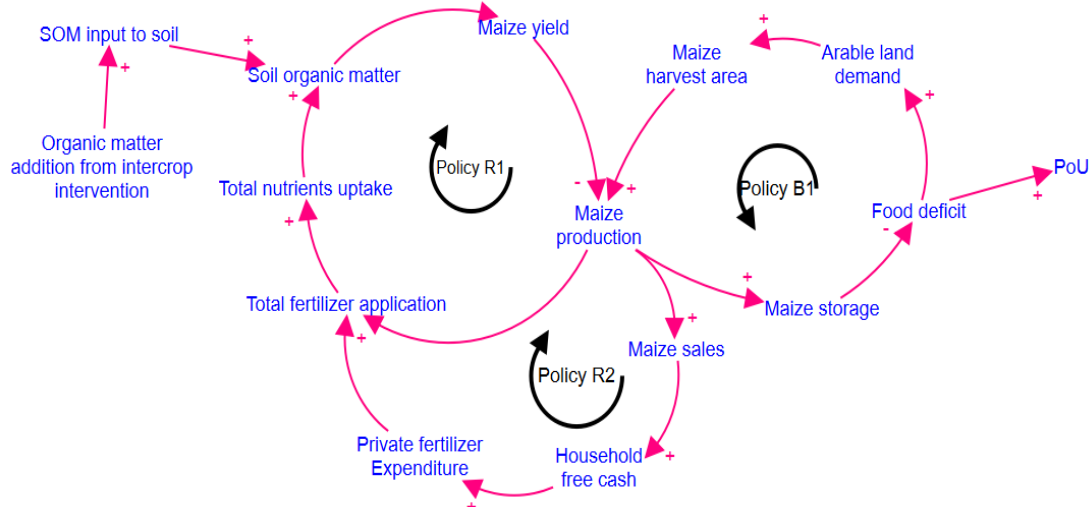 SOM input to soil
+
+
Soil organic matter
+
Organic matter
addition from intercrop
intervention
Total nutrients uptake
+
Total fertilizer application
+
Private fertilizer
Expenditure
+
Household
free cash
+
Maize sales
+
Policy R2
Policy R1
Maize yield
-
+
Maize
production
Maize
harvest area
+
Arable land
demand
+
Policy B1
Food deficit
-
PoU
+
Maize storage
+